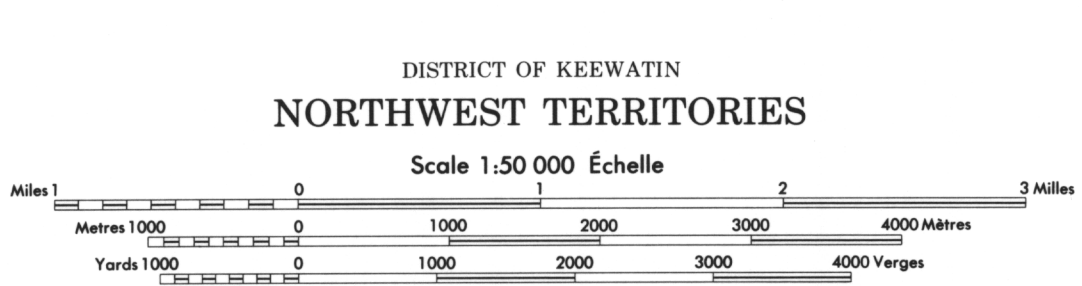 DISTRICT OF KEEWATIN
NORTHWEST TERRITORIES
Scale 1:50 000 Échelle
Miles 1 0 1 2 3 Milles
Metres 1000 0 1000 2000 3000 4000 Mètres
Yards 1000 0 1000 2000 3000 4000 Verges